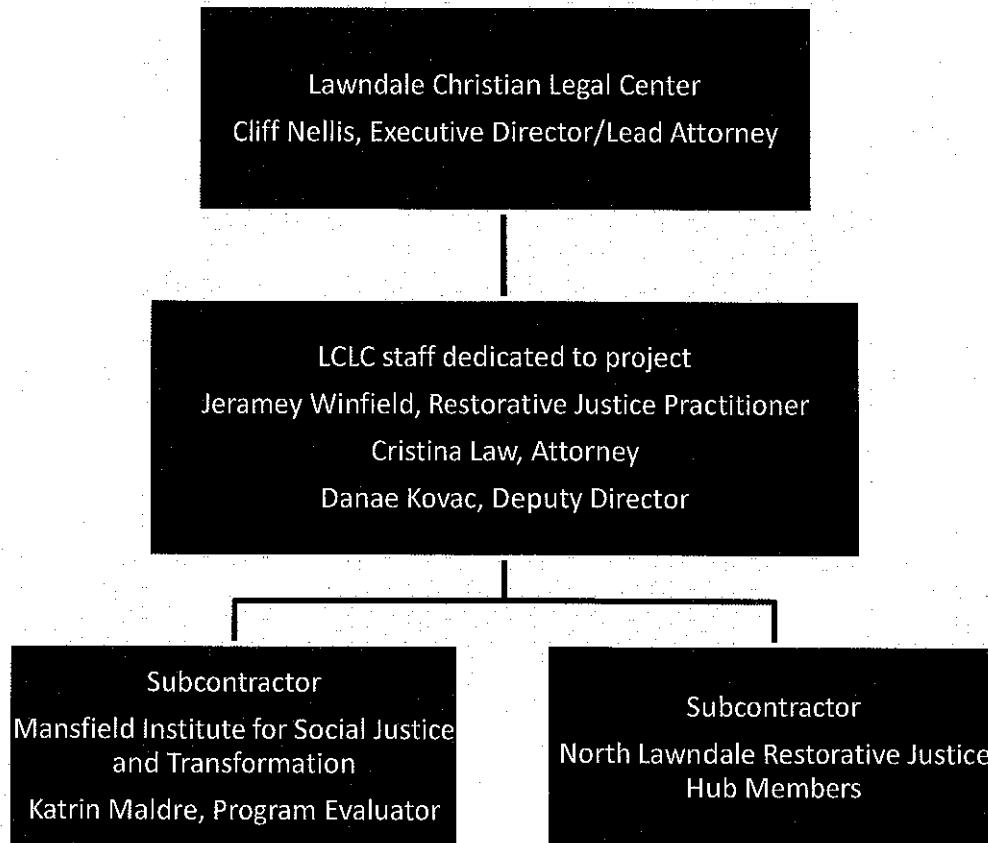 Lawndale Christian Legal Center
Cliff Nellis, Executive Director/Lead Attorney
LCLC staff dedicated to project
Jeramey Winfield, Restorative Justice Practitioner
Cristina Law, Attorney
Danae Kovac, Deputy Director
Subcontractor
Mansfield Institute for Social Justice
and Transformation
Katrin Maldre, Program Evaluator
Subcontractor
North Lawndale Restorative Justice
Hub Members